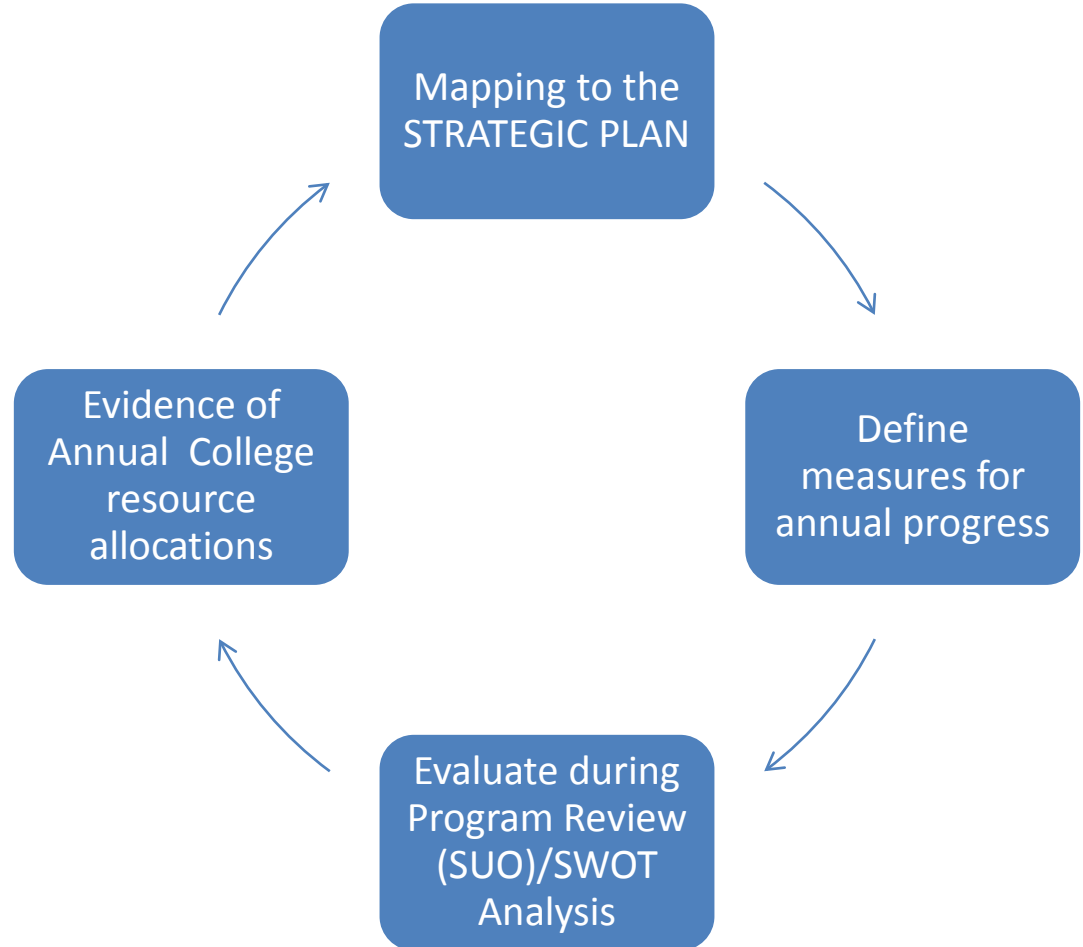 Mapping to the
STRATEGIC PLAN
Define
measures for
annual progress
Evaluate during
Program Review
(SUO)/SWOT
Analysis
Evidence of
Annual College
resource
allocations